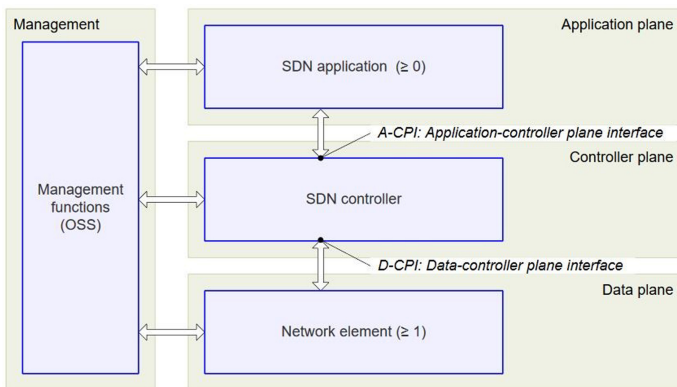 Management
Application plane
SDN application (≥ 0)
A-CPI: Application-controller plane interface
Controller plane
Management
functions
(OSS)
SDN controller
D-CPI: Data-controller plane interface
Data plane
Network element (≥ 1)